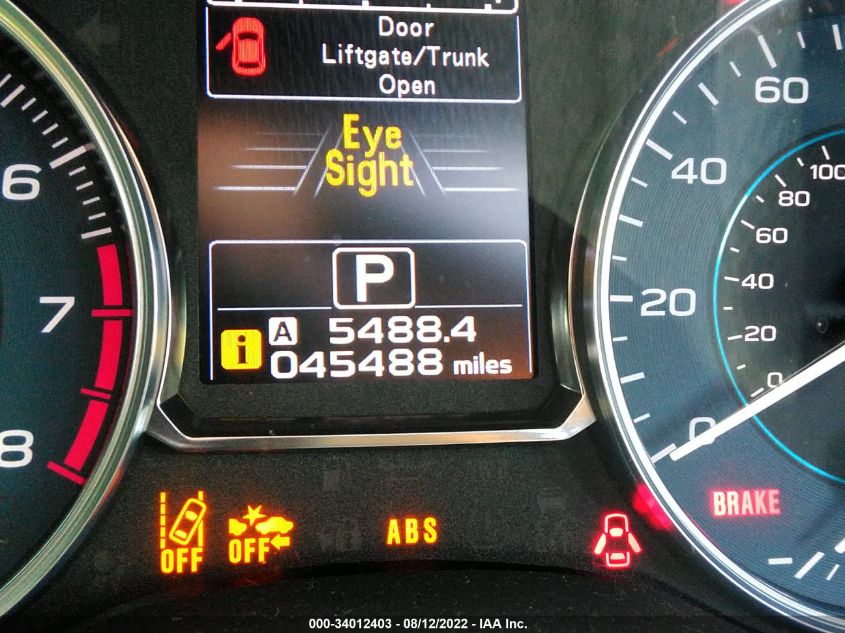 Door
Liftgate/Trunk
Open
Eye
Sight
P
A 5488.4
i 045488 miles
6
7
8
60
40
20
0
100
80
60
40
20
0
OFF
OFF
ABS
BRAKE
000-34012403 - 08/12/2022 - IAA Inc.